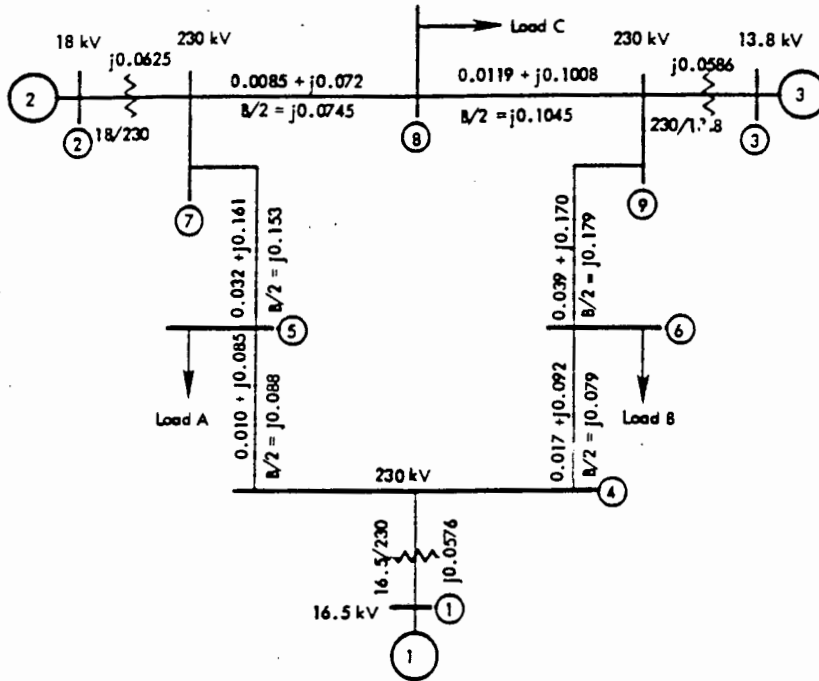 Load C
18 kV
j0.0625
230 kV
230 kV
j0.0586
13.8 kV
0.0085 + j0.072
0.0119 + j0.1008
2
3
B/2 = j0.0745
B/2 = j0.1045
18/230
8
2
3
7
9
0.032 +j0.161
B/2 = j0.153
0.039 + j0.170
B/2 = j0.179
5
6
Load A
0.010 + j0.085
B/2 = j0.088
0.017 +j0.092
B/2 = j0.079
Load B
230 kV
4
16.5/230
j0.0576
16.5 kV
1
1